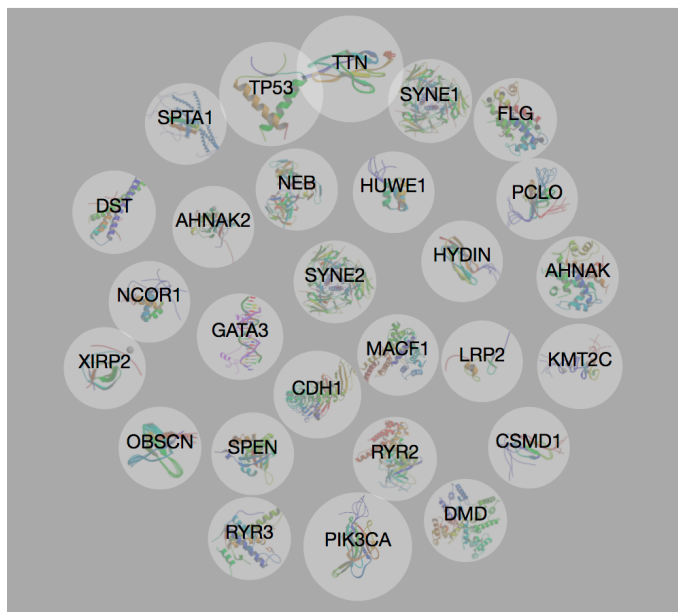 TTN
TP53
SYNE1
SPTA1
FLG
NEB
HUWE1
PCLO
DST
AHNAK2
HYDIN
AHNAK
SYNE2
NCOR1
GATA3
MACF1
LRP2
KMT2C
XIRP2
CDH1
OBSCN
SPEN
RYR2
CSMD1
DMD
RYR3
PIK3CA